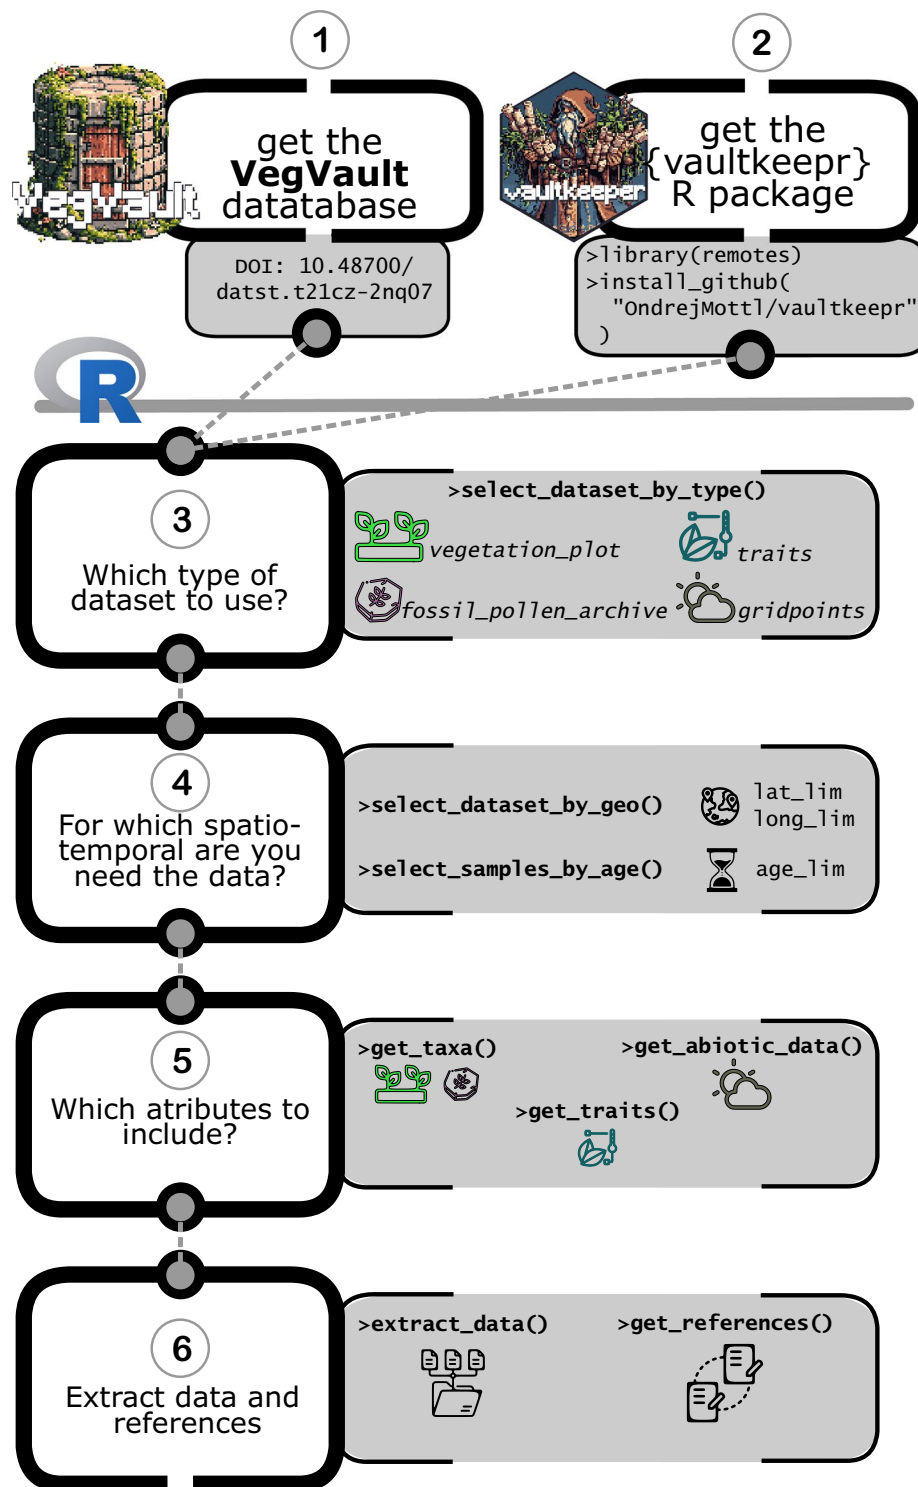 1
get the
VegVault
datatabase
VegVault
DOI: 10.48700/
datst.t21cz-2nq07
2
get the
{vaultkeepr}
R package
vaultkeeper
>library(remotes)
>install_github(
"OndrejMottl/vaultkeepr"
)
R
3
Which type of
dataset to use?
>select_dataset_by_type()
vegetation_plot
traits
fossil_pollen_archive
gridpoints
4
For which spatio-
temporal are you
need the data?
>select_dataset_by_geo()
lat_lim
long_lim
>select_samples_by_age()
age_lim
5
Which atributes to
include?
>get_taxa()
>get_abiotic_data()
>get_traits()
6
Extract data and
references
>extract_data()
>get_references()